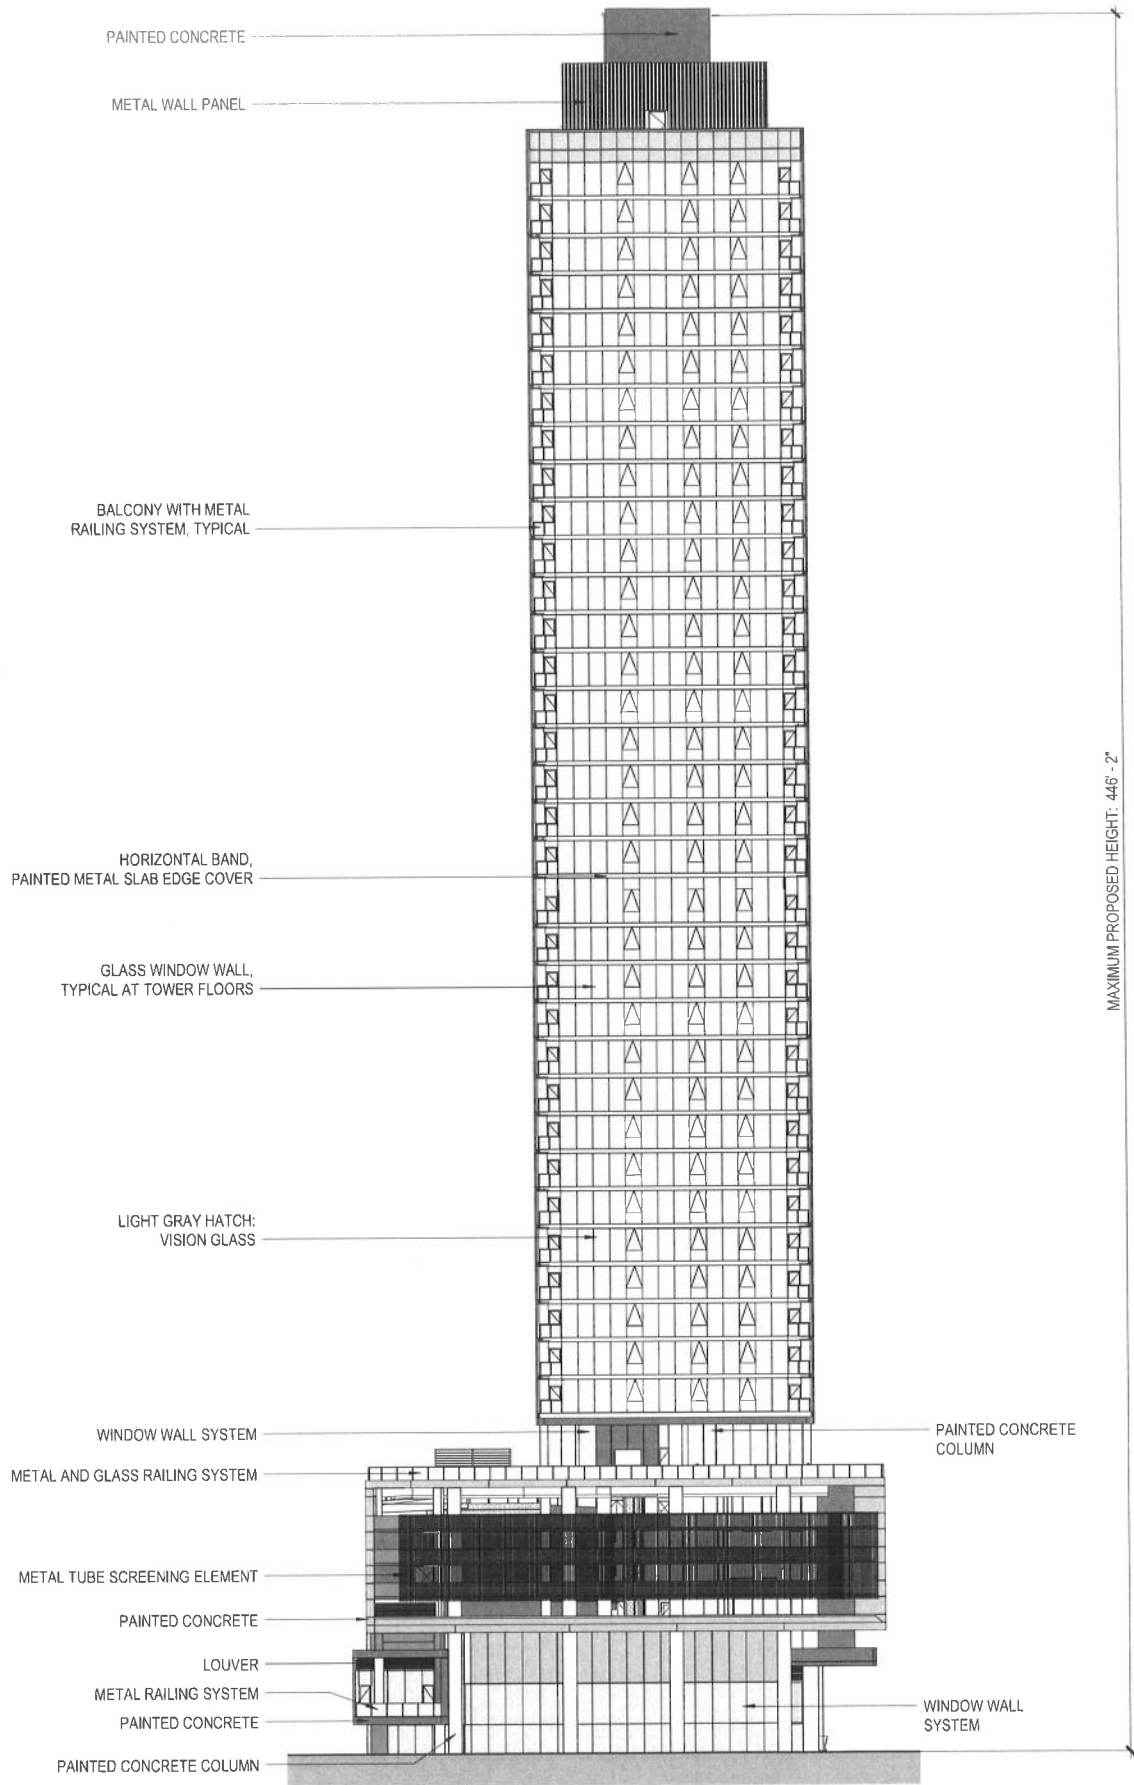 PAINTED CONCRETE
METAL WALL PANEL
BALCONY WITH METAL
RAILING SYSTEM, TYPICAL
MAXIMUM PROPOSED HEIGHT: 446' - 2"
HORIZONTAL BAND,
PAINTED METAL SLAB EDGE COVER
GLASS WINDOW WALL,
TYPICAL AT TOWER FLOORS
LIGHT GRAY HATCH:
VISION GLASS
WINDOW WALL SYSTEM
PAINTED CONCRETE
COLUMN
METAL AND GLASS RAILING SYSTEM
METAL TUBE SCREENING ELEMENT
PAINTED CONCRETE
LOUVER
METAL RAILING SYSTEM
PAINTED CONCRETE
WINDOW WALL
SYSTEM
PAINTED CONCRETE COLUMN